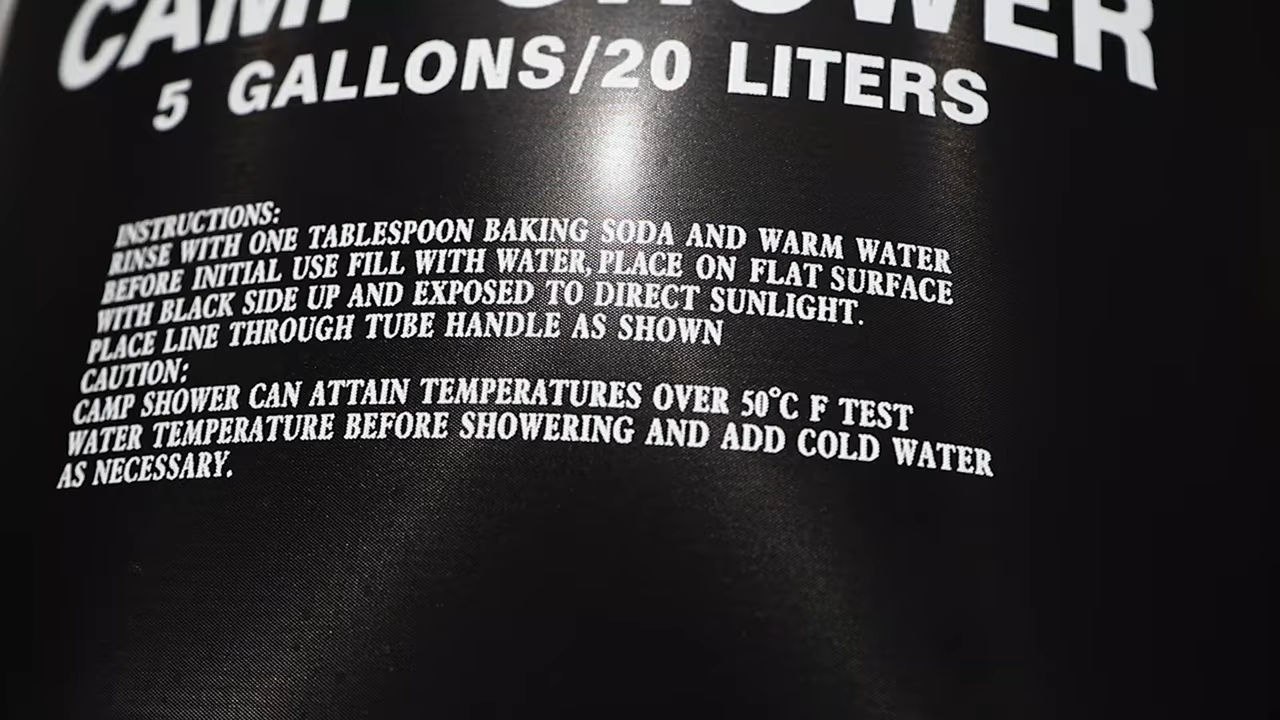 CAMP SHOWER
5 GALLONS/20 LITERS
INSTRUCTIONS:
RINSE WITH ONE TABLESPOON BAKING SODA AND WARM WATER
BEFORE INITIAL USE FILL WITH WATER, PLACE ON FLAT SURFACE
WITH BLACK SIDE UP AND EXPOSED TO DIRECT SUNLIGHT.
PLACE LINE THROUGH TUBE HANDLE AS SHOWN
CAUTION:
CAMP SHOWER CAN ATTAIN TEMPERATURES OVER 50°C F TEST
WATER TEMPERATURE BEFORE SHOWERING AND ADD COLD WATER
AS NECESSARY.